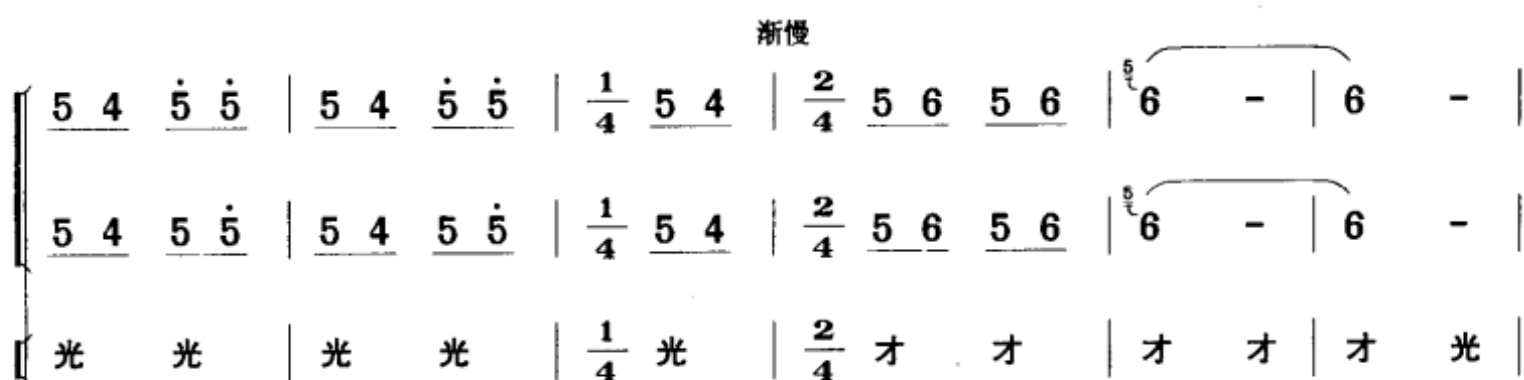 渐慢
5 4 5̇ 5̇ | 5 4 5̇ 5̇ | 1/4 5 4 | 2/4 5 6 5 6 | 5 6 - | 6 - |
5 4 5 5̇ | 5 4 5 5̇ | 1/4 5 4 | 2/4 5 6 5 6 | 5 6 - | 6 - |
光 光 | 光 光 | 1/4 光 | 2/4 才 才 | 才 才 | 才 光 |